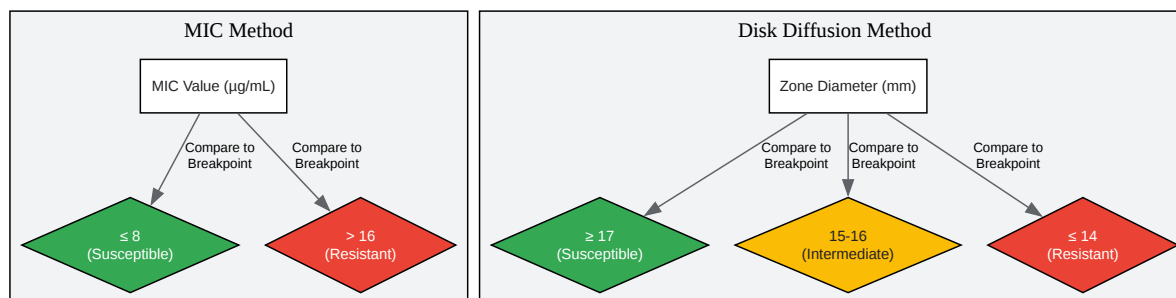 MIC Method
MIC Value (µg/mL)
Compare to
Breakpoint
Compare to
Breakpoint
≤ 8
(Susceptible)
> 16
(Resistant)
Disk Diffusion Method
Zone Diameter (mm)
Compare to
Breakpoint
Compare to
Breakpoint
Compare to
Breakpoint
≥ 17
(Susceptible)
15-16
(Intermediate)
≤ 14
(Resistant)